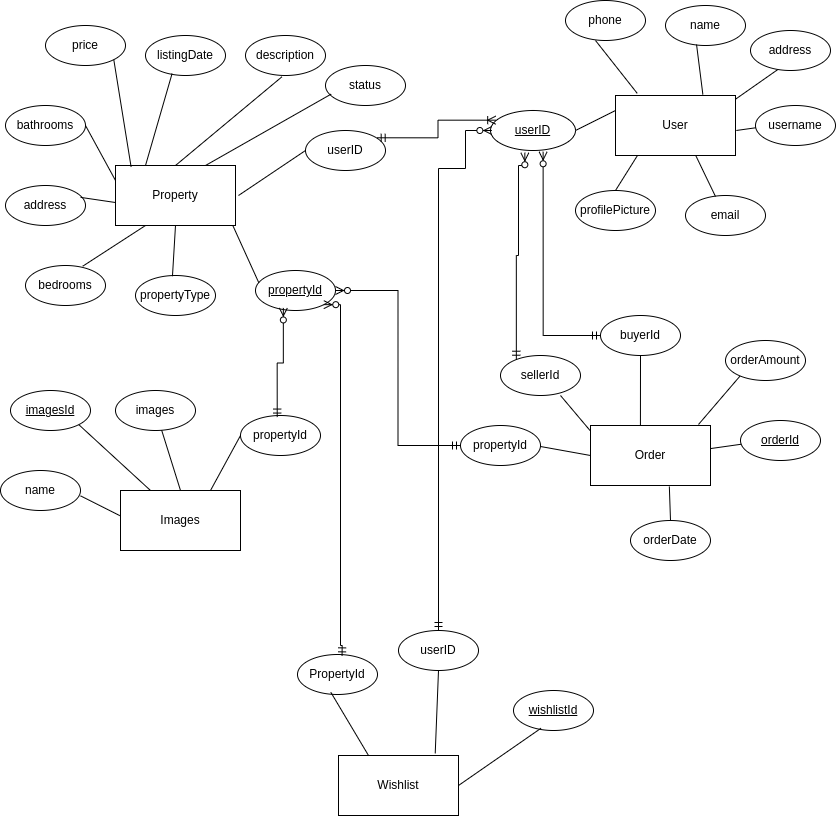 phone
name
price
listingDate
description
address
status
bathrooms
userID
User
username
userID
Property
address
profilePicture
email
bedrooms
propertyType
propertyId
buyerId
orderAmount
sellerId
imagesId
images
propertyId
propertyId
Order
orderId
name
Images
orderDate
PropertyId
userID
wishlistId
Wishlist